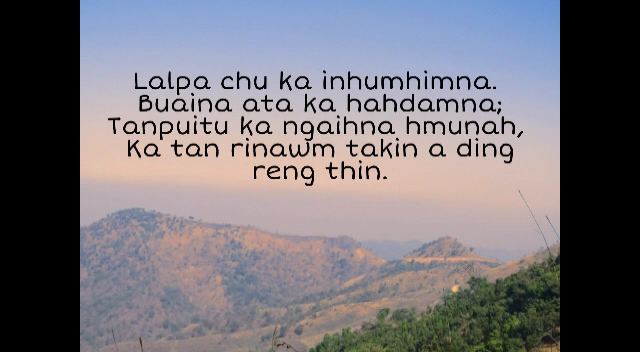 Lalpa chu ka inhumhimna.
Buaina ata ka hahdamna;
Tanpuitu ka ngaihna hmunah,
Ka tan rinawm takin a ding
reng thin.